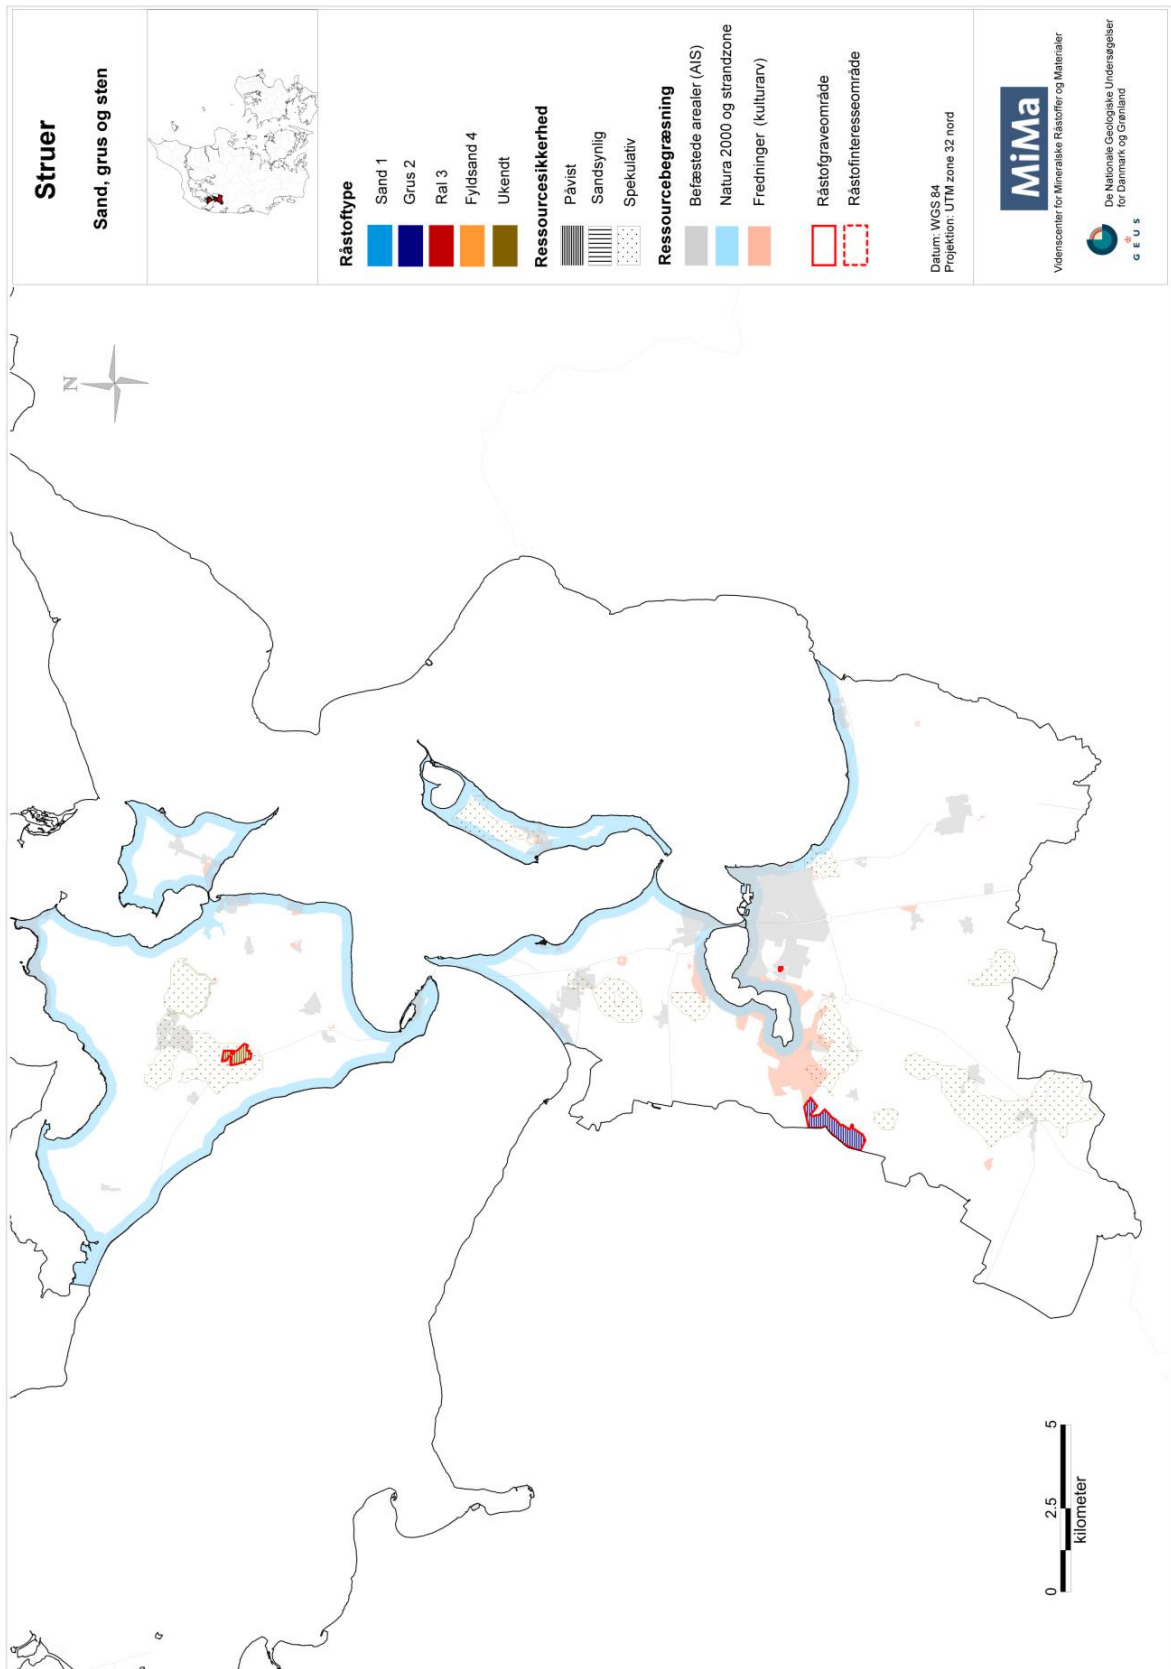 Struer
Sand, grus og sten
Råstoftype
Sand 1
Grus 2
Ral 3
Fyldsand 4
Ukendt
Ressourcesikkerhed
Påvist
Sandsynlig
Spekulativ
Ressourcebegræsning
Befæstede arealer (AIS)
Natura 2000 og strandzone
Fredninger (kulturarv)
Råstofgraveområde
Råstofinteresseområde
Datum: WGS 84
Projektion: UTM zone 32 nord
MiMa
Videnscenter for Mineralske Råstoffer og Materialer
G E U S
De Nationale Geologiske Undersøgelser
for Danmark og Grønland
N
0 2.5 5
kilometer